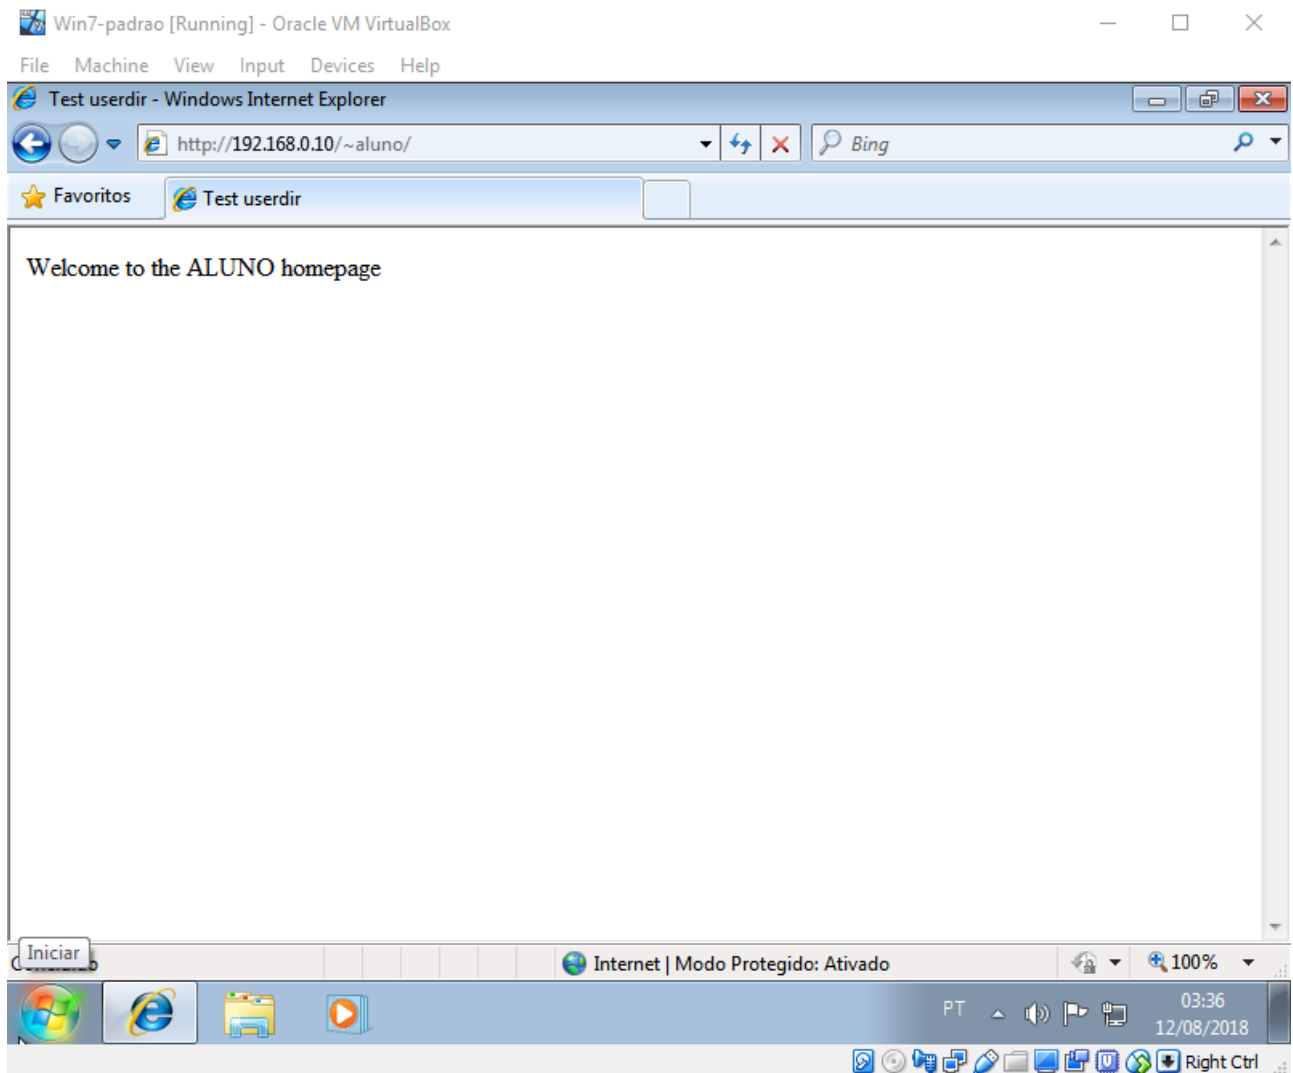 Win7-padrao [Running] - Oracle VM VirtualBox
File Machine View Input Devices Help
Test userdir - Windows Internet Explorer
http://192.168.0.10/~aluno/ Bing
Favoritos Test userdir
Welcome to the ALUNO homepage
Iniciar
Internet | Modo Protegido: Ativado 100%
PT 03:36
12/08/2018
Right Ctrl